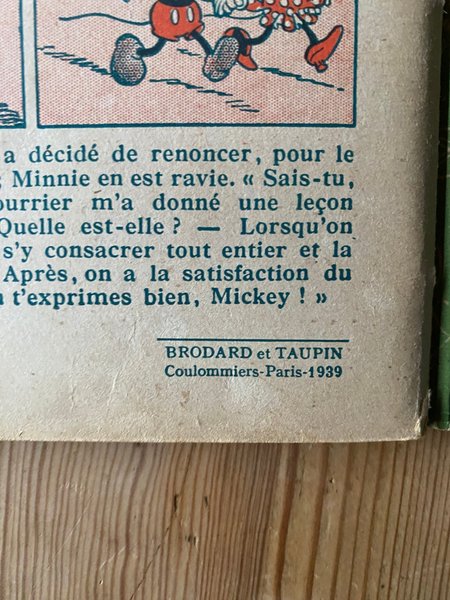 a décidé de renoncer, pour le
; Minnie en est ravie. « Sais-tu,
ourrier m'a donné une leçon
Quelle est-elle ? — Lorsqu'on
s'y consacrer tout entier et la
Après, on a la satisfaction du
t'exprimes bien, Mickey ! »
BRODARD et TAUPIN
Coulommiers-Paris-1939